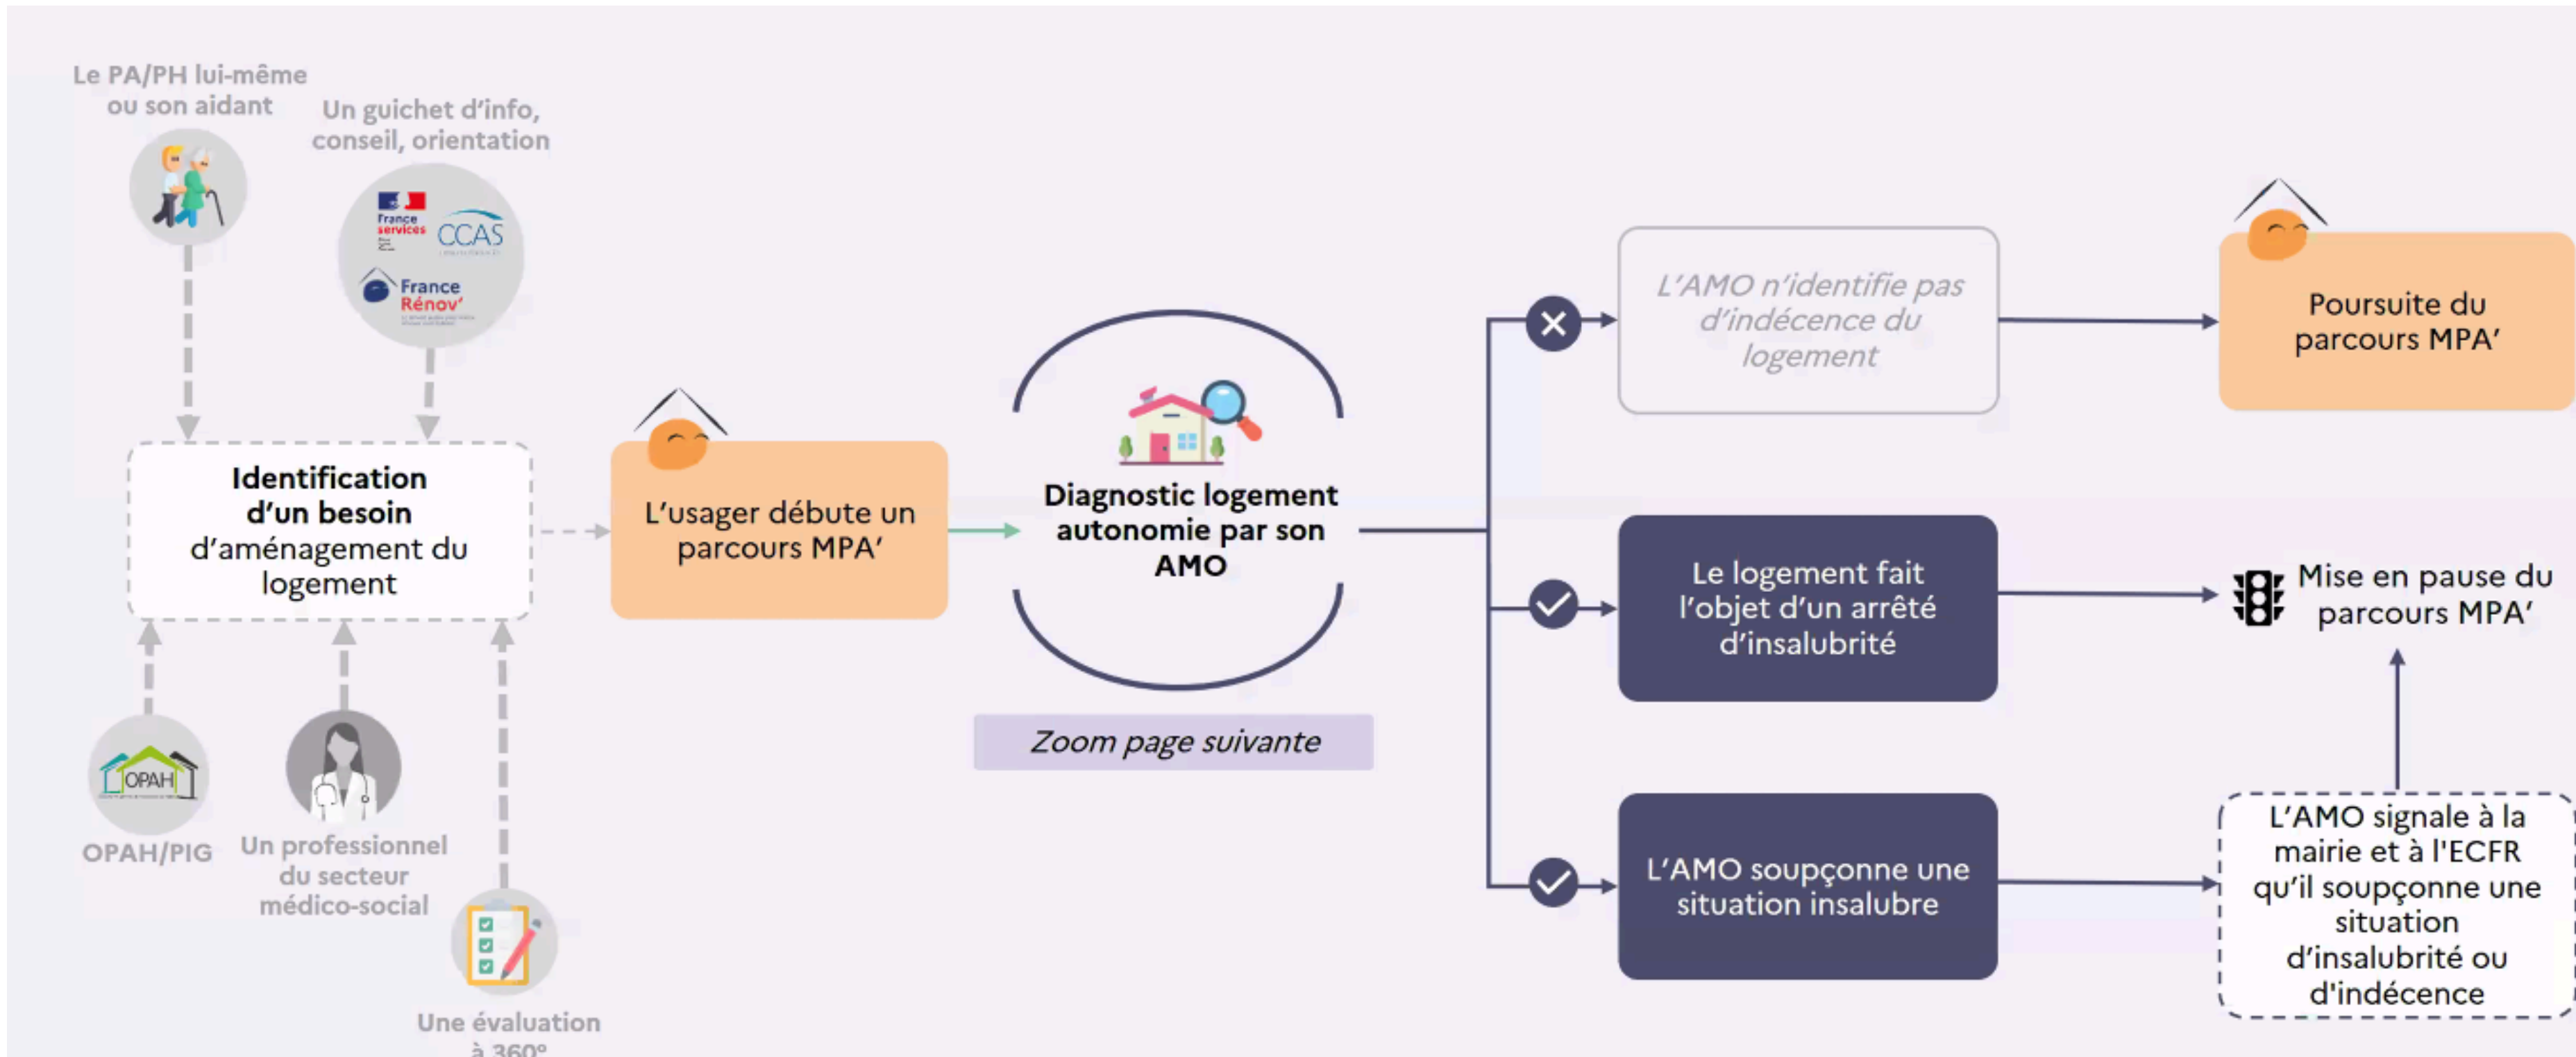 Le PA/PH lui-même
ou son aidant
Un guichet d'info,
conseil, orientation
France
services
CCAS
France
Rénov'
Identification
d'un besoin
d'aménagement du
logement
OPAH
OPAH/PIG
Un professionnel
du secteur
médico-social
Une évaluation
à 360°
L'usager débute un
parcours MPA'
Diagnostic logement
autonomie par son
AMO
Zoom page suivante
L'AMO n'identifie pas
d'indécence du
logement
Poursuite du
parcours MPA'
Le logement fait
l'objet d'un arrêté
d'insalubrité
Mise en pause du
parcours MPA'
L'AMO soupçonne une
situation insalubre
L'AMO signale à la
mairie et à l'ECFR
qu'il soupçonne une
situation
d'insalubrité ou
d'indécence